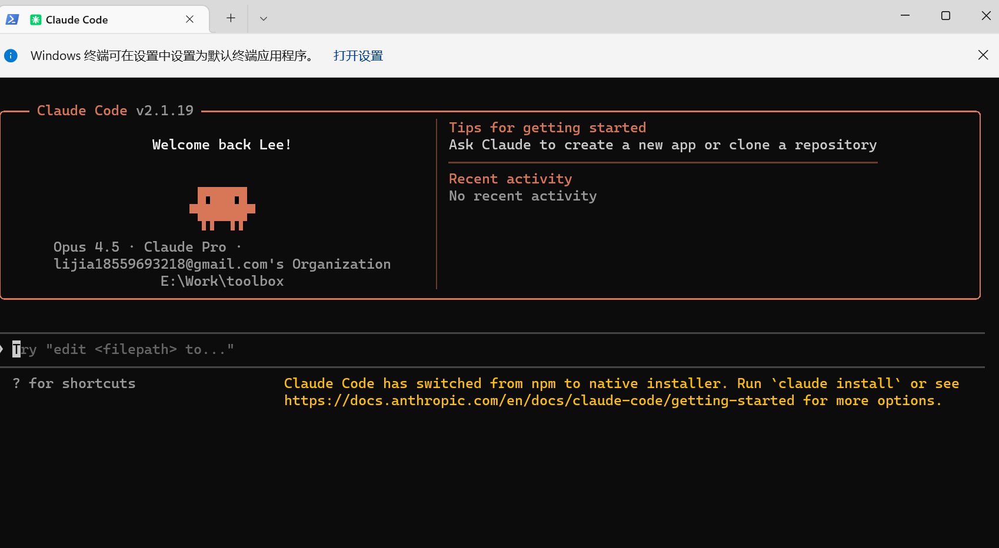 Claude Code
Windows 终端可在设置中设置为默认终端应用程序。 打开设置
Claude Code v2.1.19
Welcome back Lee!
Opus 4.5 · Claude Pro ·
lijia18559693218@gmail.com's Organization
E:\Work\toolbox
Tips for getting started
Ask Claude to create a new app or clone a repository
Recent activity
No recent activity
Try "edit <filepath> to..."
? for shortcuts
Claude Code has switched from npm to native installer. Run `claude install` or see
https://docs.anthropic.com/en/docs/claude-code/getting-started for more options.